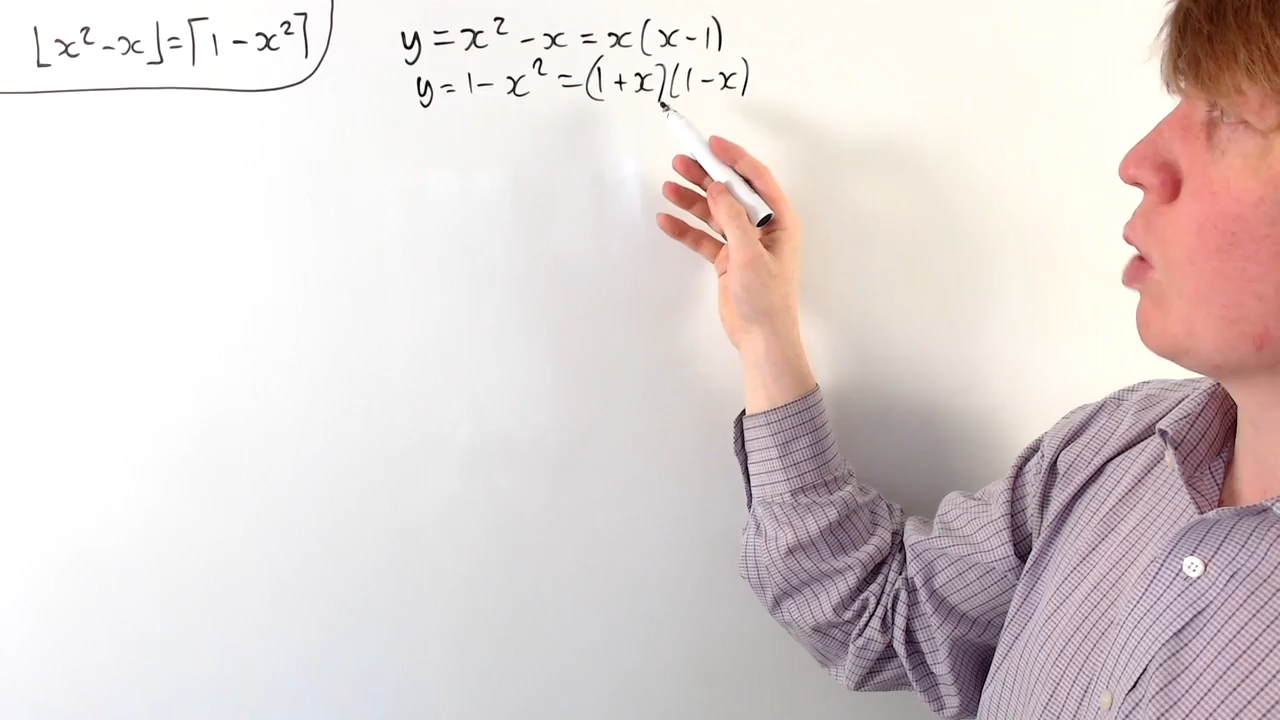 ⌊x² - x⌋ = ⌈1 - x²⌉
y = x² - x = x(x - 1)
y = 1 - x² = (1 + x)(1 - x)